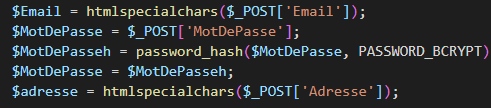 $Email = htmlspecialchars($_POST['Email']);
$MotDePasse = $_POST['MotDePasse'];
$MotDePasseh = password_hash($MotDePasse, PASSWORD_BCRYPT)
$MotDePasse = $MotDePasseh;
$adresse = htmlspecialchars($_POST['Adresse']);